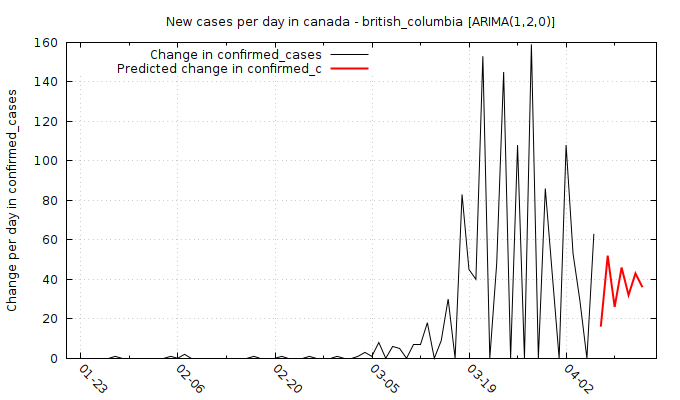 New cases per day in canada - british_columbia [ARIMA(1,2,0)]
Change in confirmed_cases
Predicted change in confirmed_c
Change per day in confirmed_cases
160
140
120
100
80
60
40
20
0
01-23 02-06 02-20 03-05 03-19 04-02